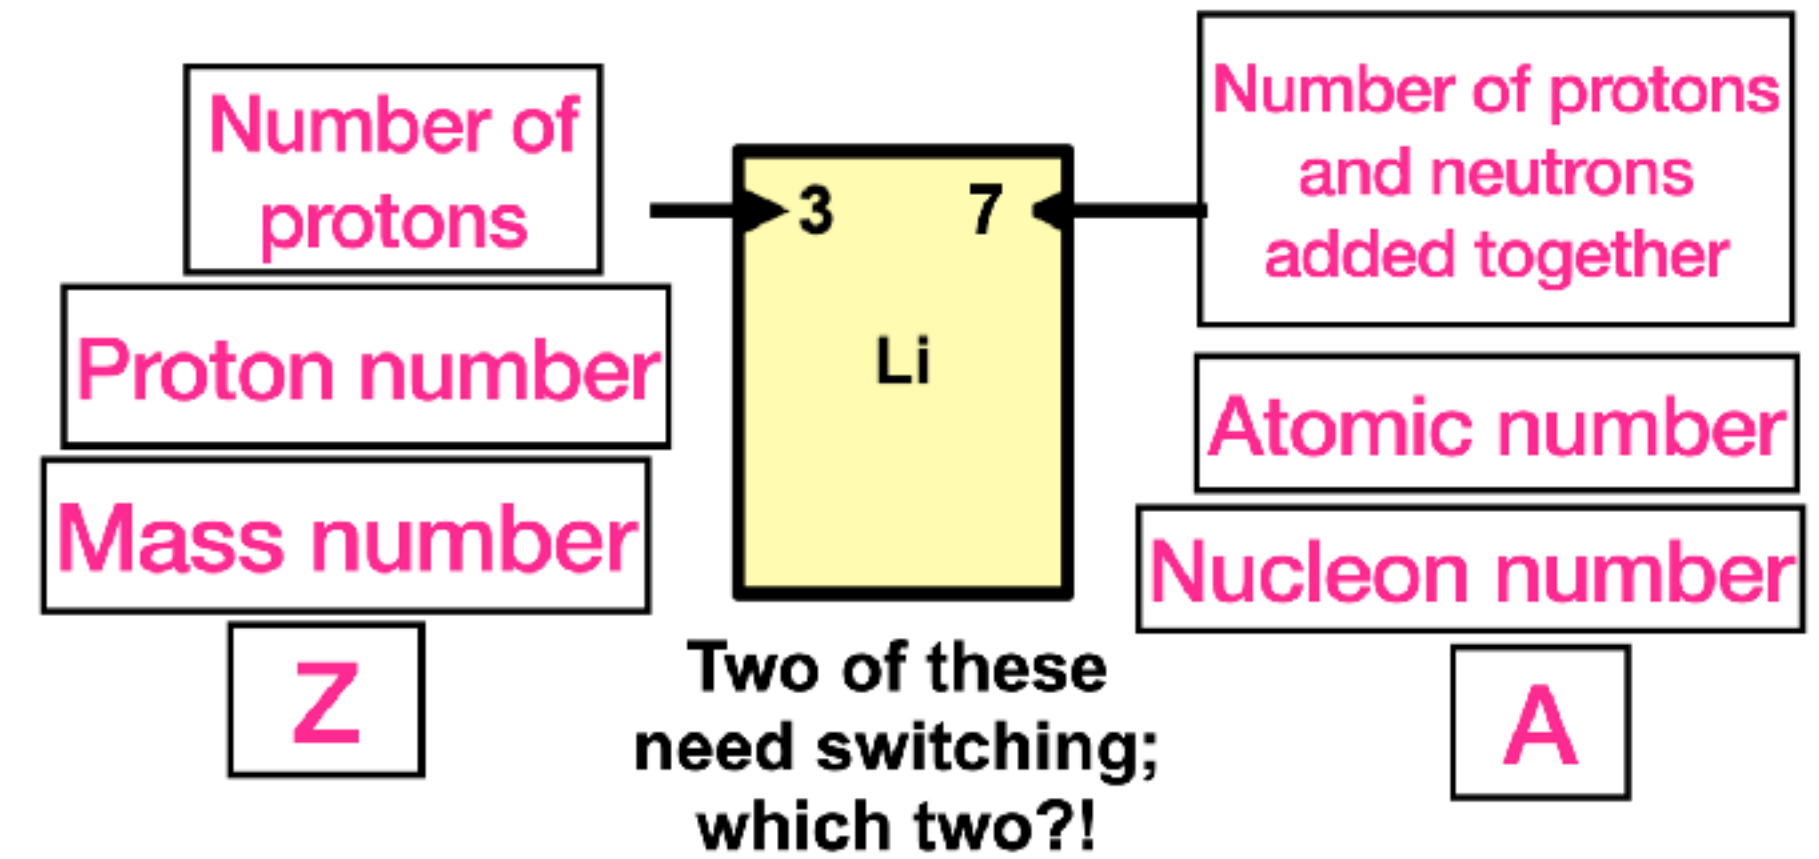 Number of
protons
Proton number
Mass number
Z
3 7
Li
Two of these
need switching;
which two?!
Number of protons
and neutrons
added together
Atomic number
Nucleon number
A